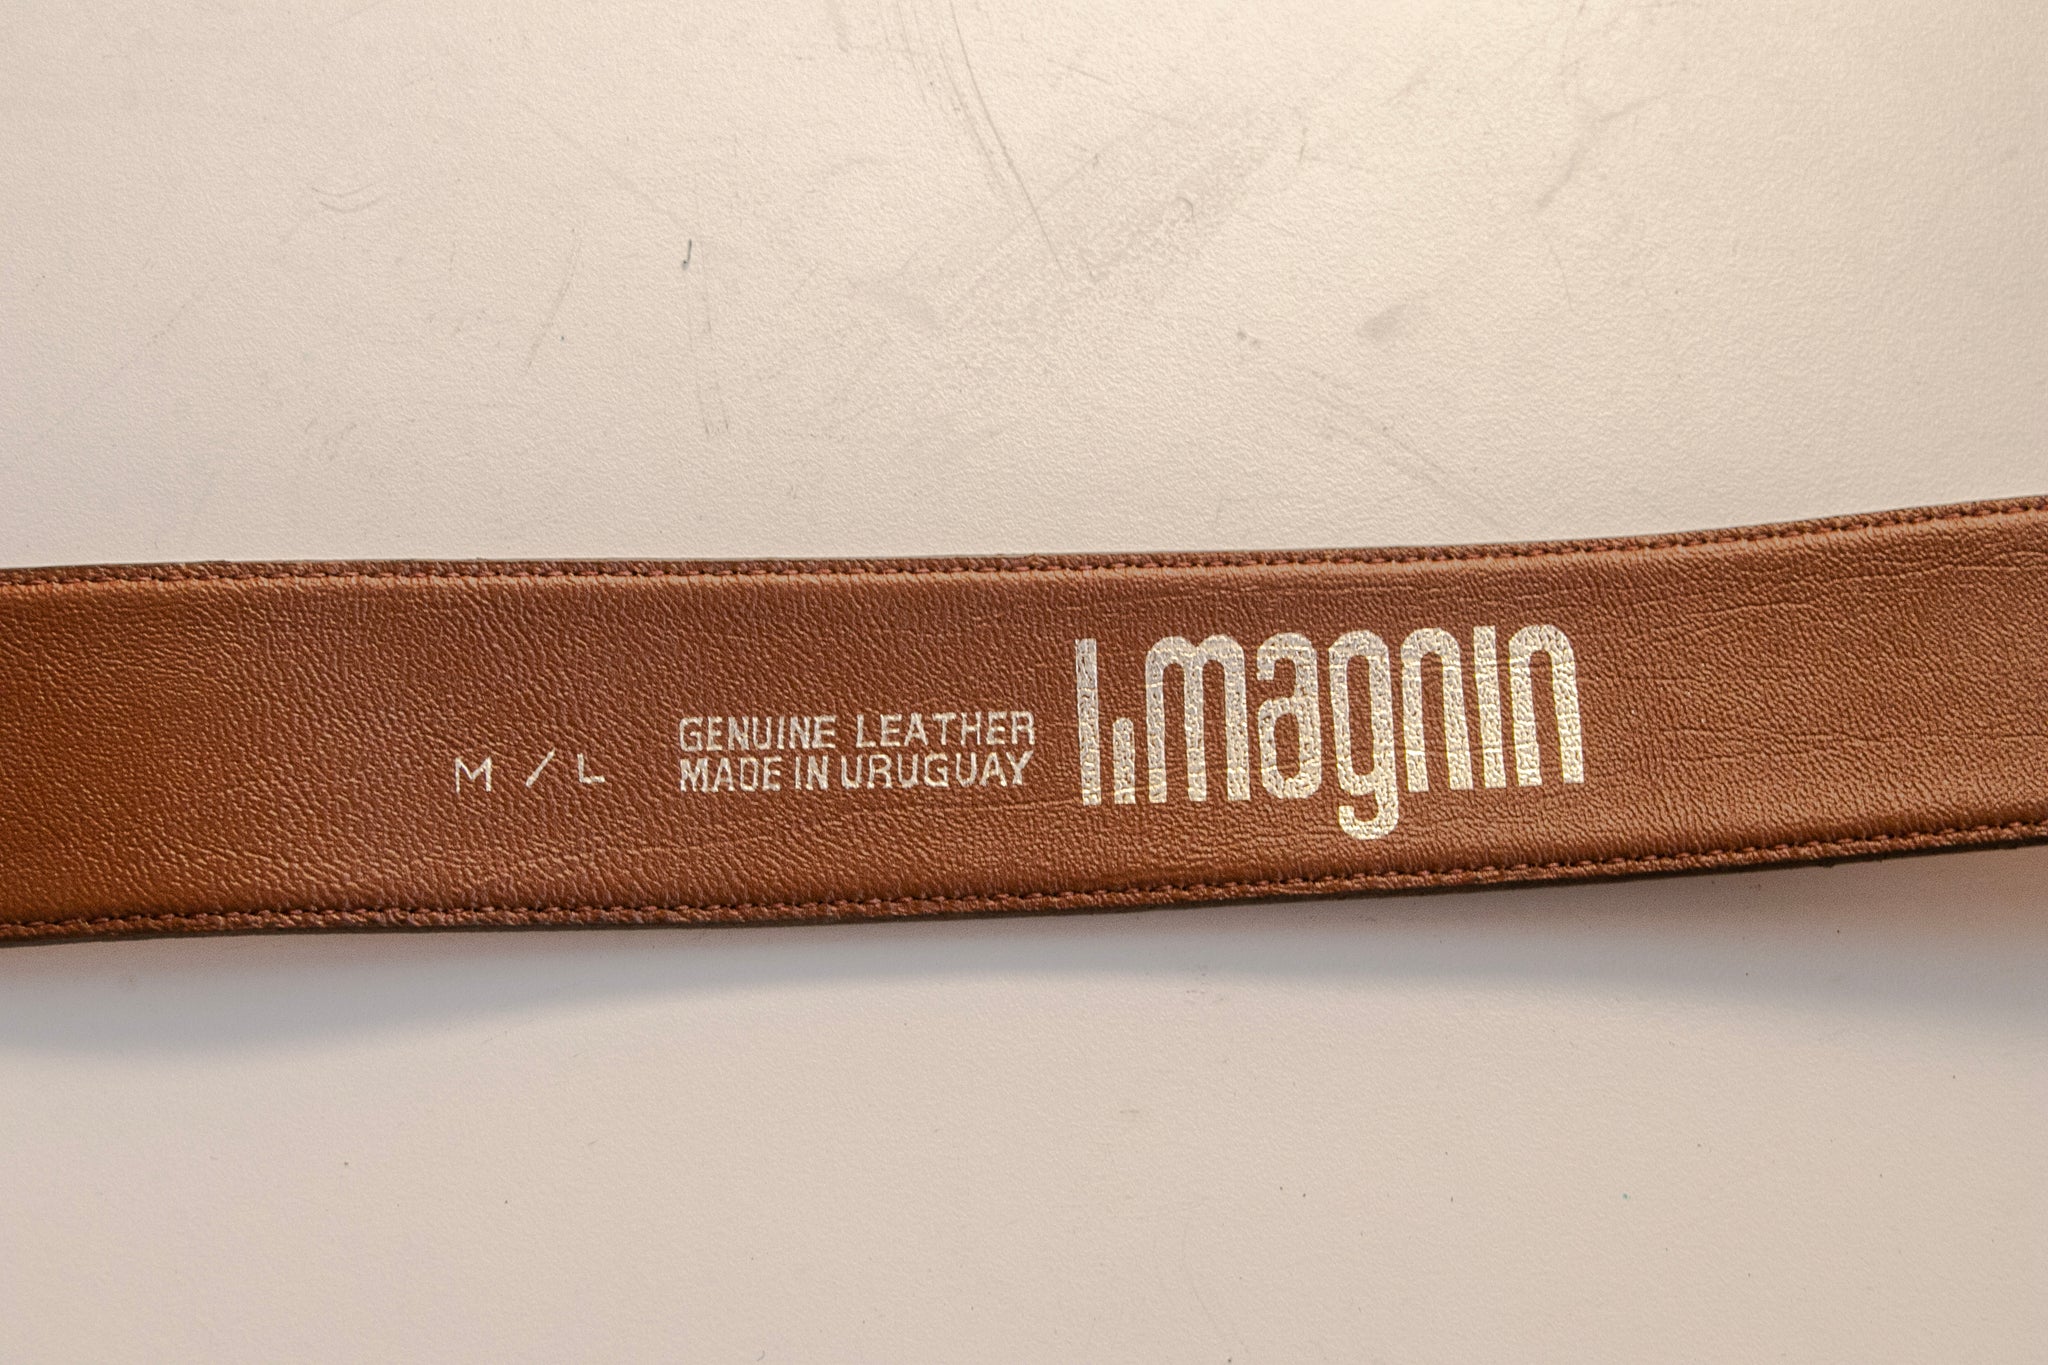 M / L
GENUINE LEATHER
MADE IN URUGUAY
I.magnin